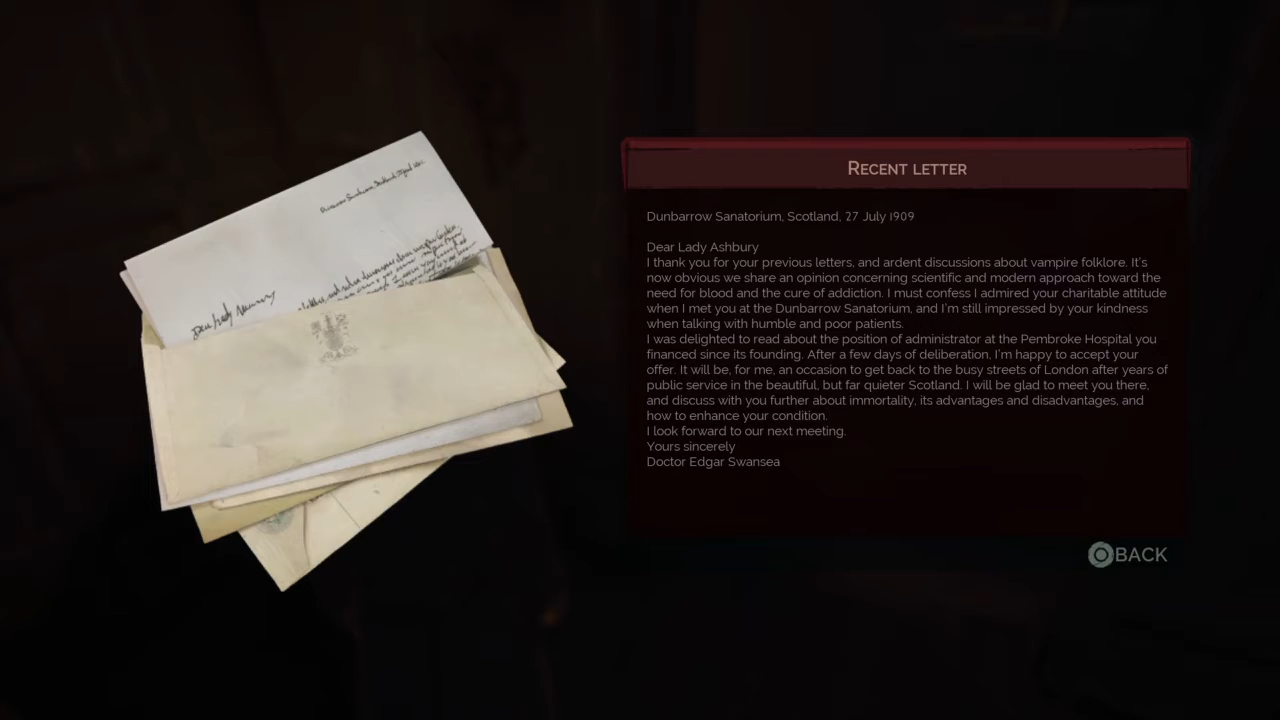 RECENT LETTER
Dunbarrow Sanatorium, Scotland, 27 July 1909
Dear Lady Ashbury
I thank you for your previous letters, and ardent discussions about vampire folklore. It's
now obvious we share an opinion concerning scientific and modern approach toward the
need for blood and the cure of addiction. I must confess I admired your charitable attitude
when I met you at the Dunbarrow Sanatorium, and I'm still impressed by your kindness
when talking with humble and poor patients.
I was delighted to read about the position of administrator at the Pembroke Hospital you
financed since its founding. After a few days of deliberation, I'm happy to accept your
offer. It will be, for me, an occasion to get back to the busy streets of London after years of
public service in the beautiful, but far quieter Scotland. I will be glad to meet you there,
and discuss with you further about immortality, its advantages and disadvantages, and
how to enhance your condition.
I look forward to our next meeting.
Yours sincerely
Doctor Edgar Swansea
BACK